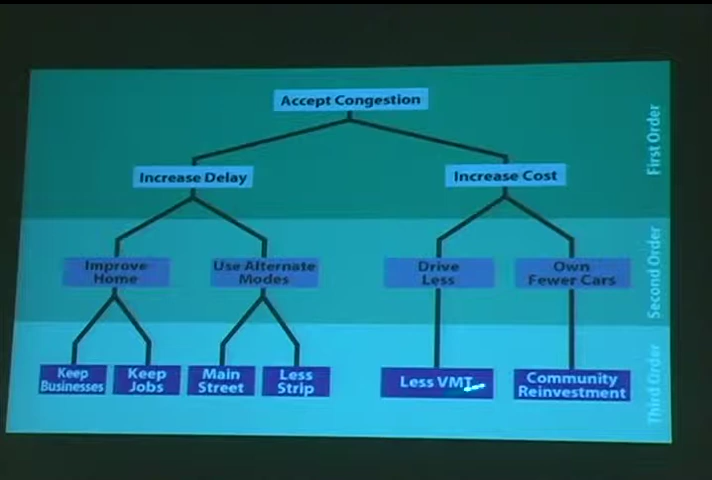 Accept Congestion
First Order
Increase Delay
Increase Cost
Second Order
Improve
Home
Use Alternate
Modes
Drive
Less
Own
Fewer Cars
Third Order
Keep
Businesses
Keep
Jobs
Main
Street
Less
Strip
Less VMT
Community
Reinvestment